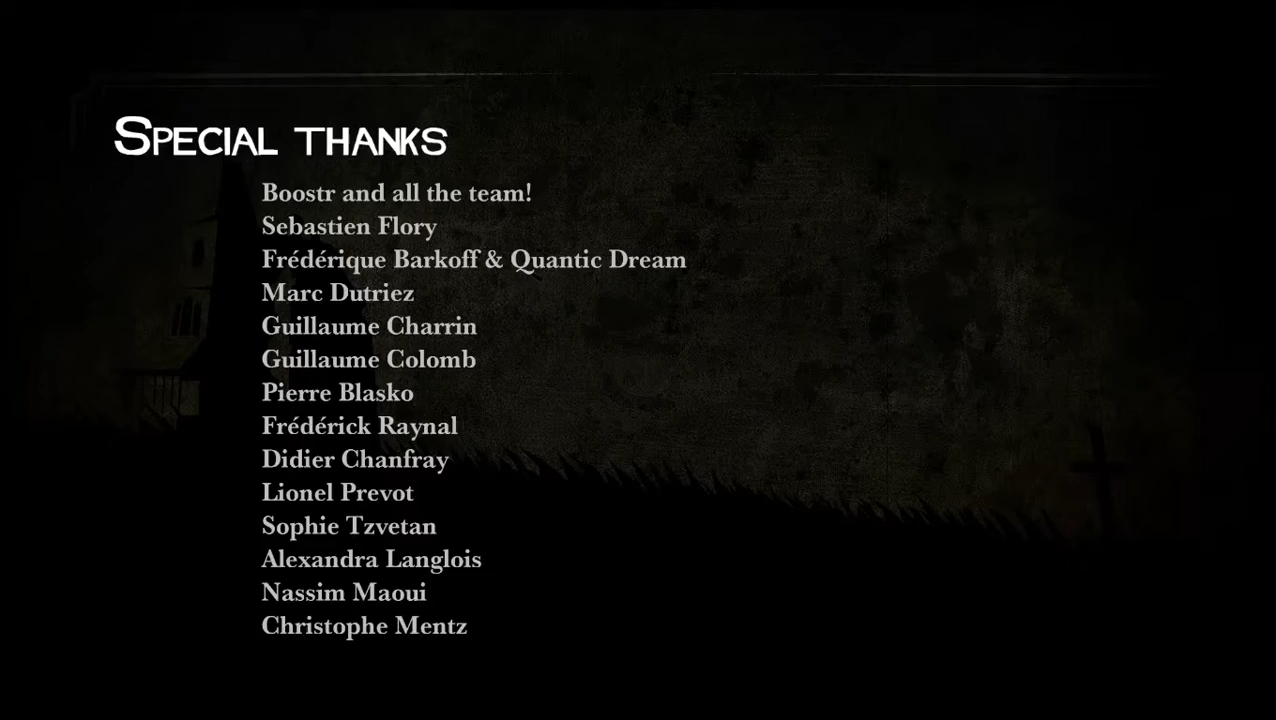 Special thanks
Boostr and all the team!
Sebastien Flory
Frédérique Barkoff & Quantic Dream
Marc Dutriez
Guillaume Charrin
Guillaume Colomb
Pierre Blasko
Frédérick Raynal
Didier Chanfray
Lionel Prevot
Sophie Tzvetan
Alexandra Langlois
Nassim Maoui
Christophe Mentz